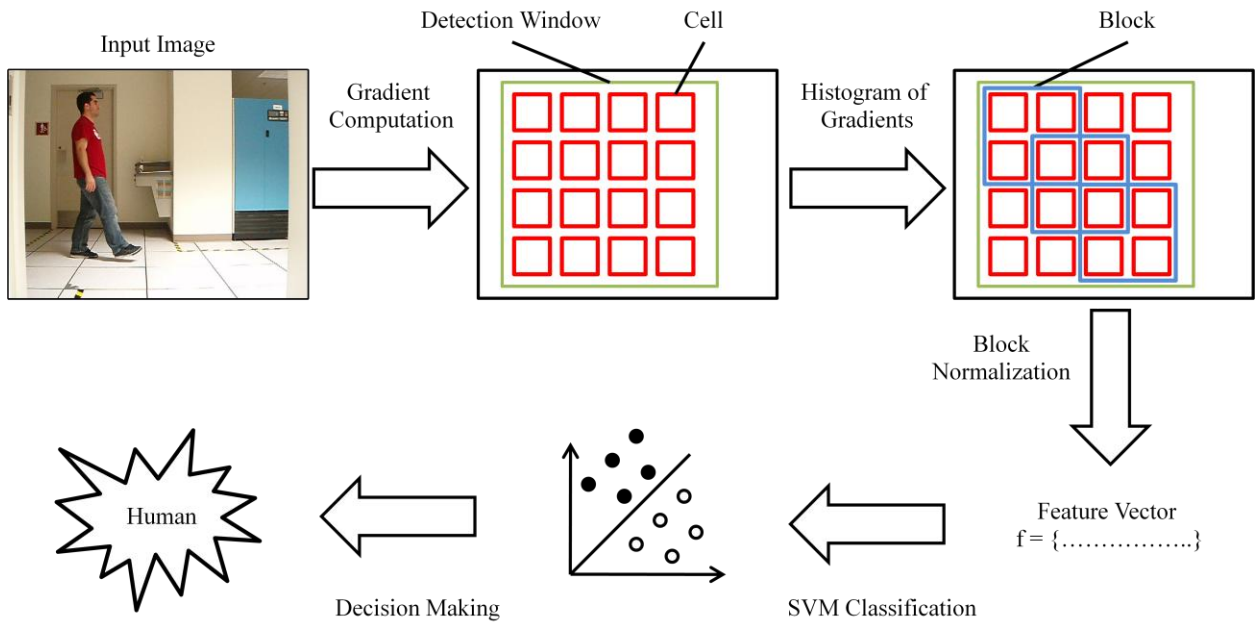 Detection Window
Cell
Block
Input Image
Gradient
Computation
Histogram of
Gradients
Block
Normalization
Feature Vector
f = {……………..}
SVM Classification
Decision Making
Human